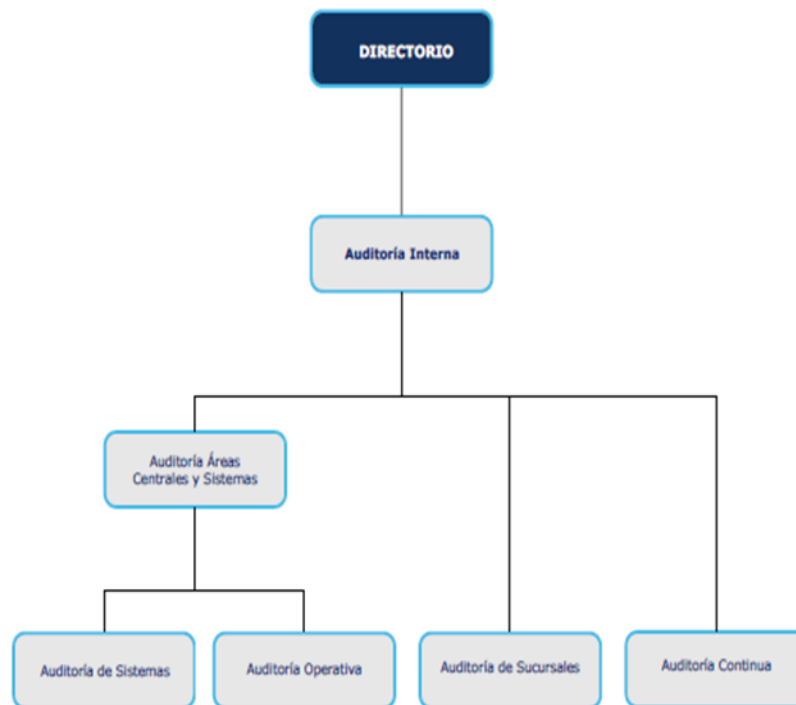 DIRECTORIO
Auditoría Interna
Auditoría Áreas
Centrales y Sistemas
Auditoría de Sistemas
Auditoría Operativa
Auditoría de Sucursales
Auditoría Continua